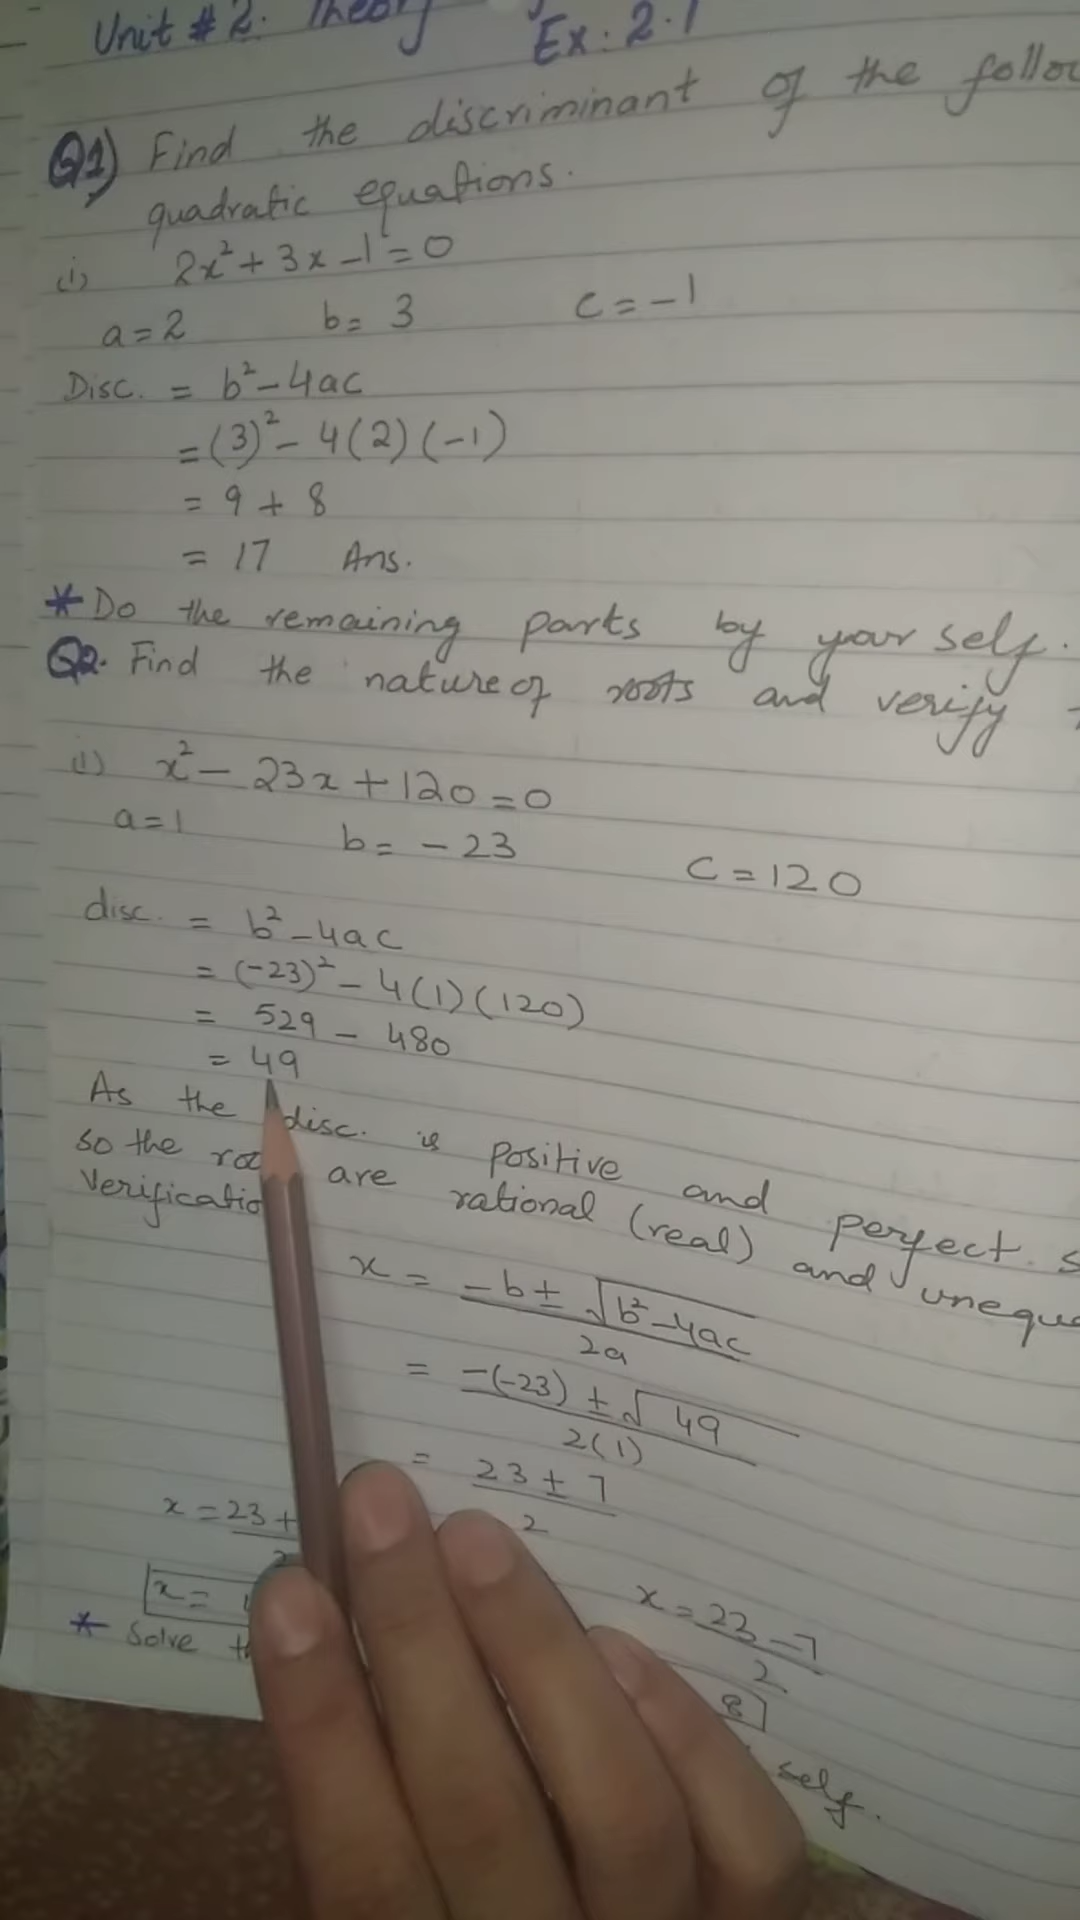 Unit # 2: Theory
Ex: 2.1
Q1) Find the discriminant of the
quadratic equations.
(i) 2x² + 3x - 1 = 0
a = 2 b = 3 c = -1
Disc. = b² - 4ac
= (3)² - 4(2)(-1)
= 9 + 8
= 17 Ans.
* Do the remaining parts by your self.
Q2. Find the nature of roots and verify
(i) x² - 23x + 120 = 0
a = 1 b = -23 c = 120
disc. = b² - 4ac
= (-23)² - 4(1)(120)
= 529 - 480
= 49
As the disc. is positive and perfect
so the are rational (real) and
x = -b ± √b² - 4ac / 2a
= -(-23) ± √49 / 2(1)
= 23 ± 7 / 2
x = 23 + / 2 x = 23 - 7 / 2
x = 8
* Solve self.